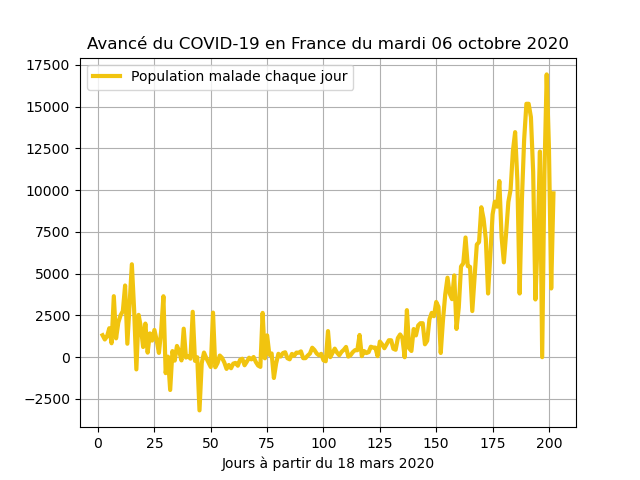 Avancé du COVID-19 en France du mardi 06 octobre 2020
Population malade chaque jour
17500
15000
12500
10000
7500
5000
2500
0
−2500
0 25 50 75 100 125 150 175 200
Jours à partir du 18 mars 2020